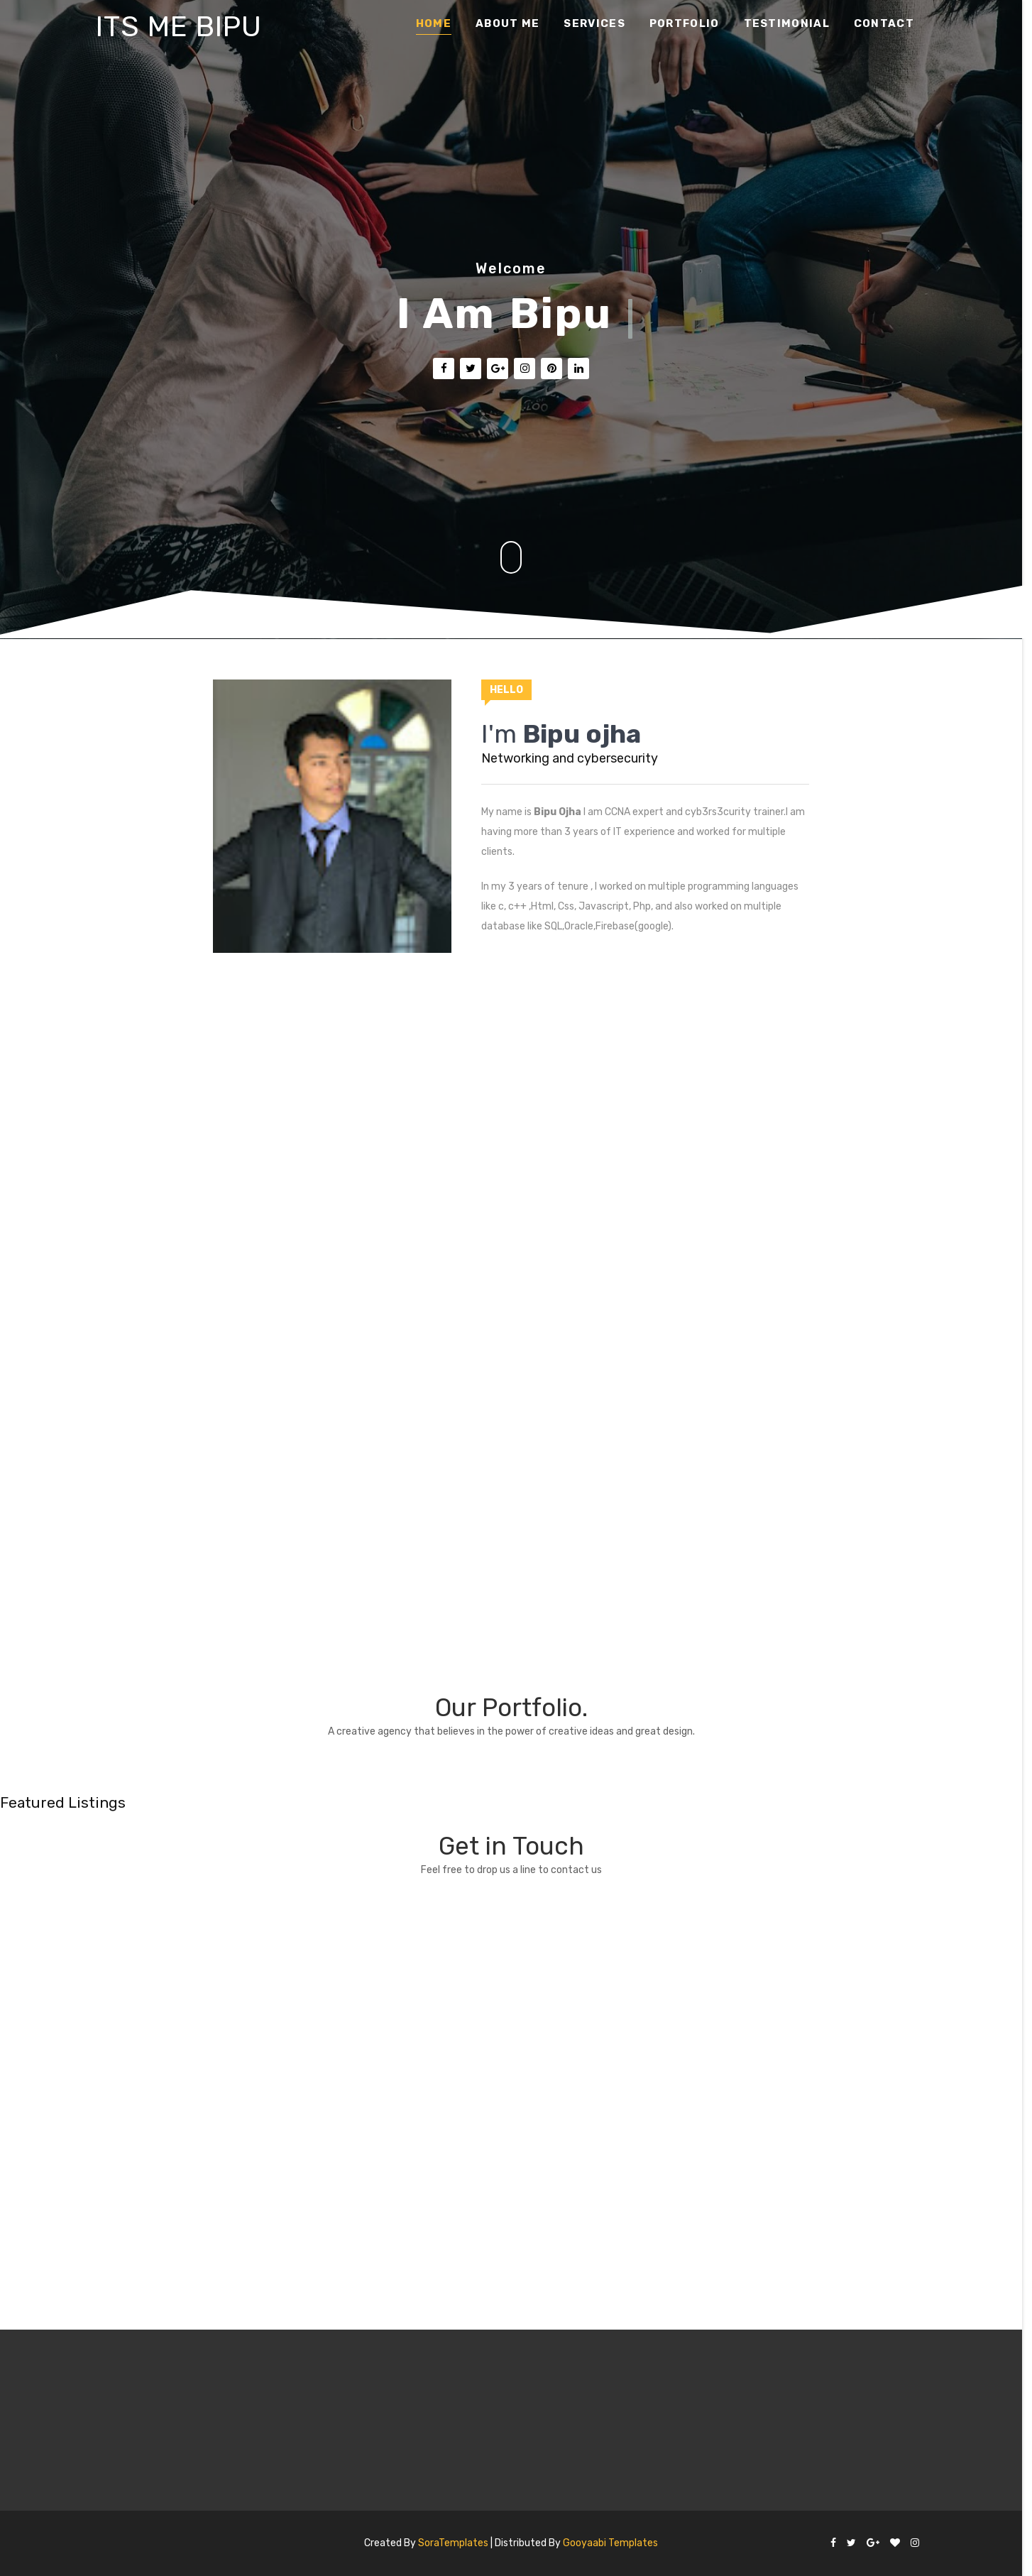 ITS ME BIPU
HOME ABOUT ME SERVICES PORTFOLIO TESTIMONIAL CONTACT
Welcome
I Am Bipu |
HELLO
I'm Bipu ojha
Networking and cybersecurity
My name is Bipu Ojha I am CCNA expert and cyb3rs3curity trainer.I am
having more than 3 years of IT experience and worked for multiple
clients.
In my 3 years of tenure , I worked on multiple programming languages
like c, c++ ,Html, Css, Javascript, Php, and also worked on multiple
database like SQL,Oracle,Firebase(google).
Our Portfolio.
A creative agency that believes in the power of creative ideas and great design.
Featured Listings
Get in Touch
Feel free to drop us a line to contact us
Created By SoraTemplates | Distributed By Gooyaabi Templates